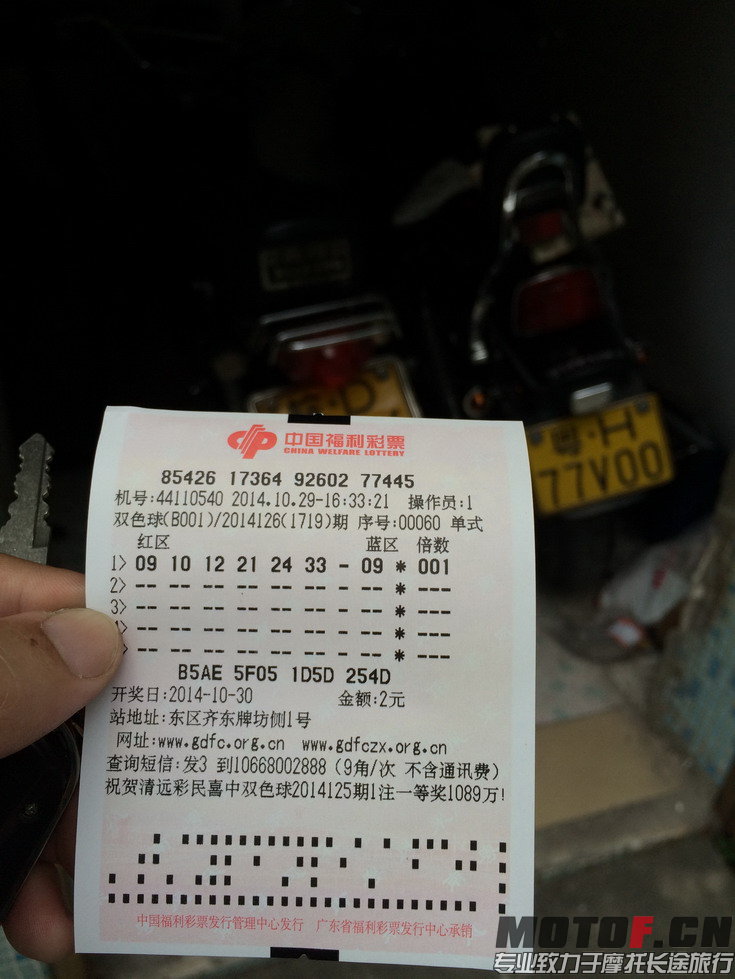 中国福利彩票
CHINA WELFARE LOTTERY
85426 17364 92602 77445
机号:44110540 2014.10.29-16:33:21 操作员:1
双色球(B001)/2014126(1719)期 序号:00060 单式
红区 蓝区 倍数
1> 09 10 12 21 24 33 - 09 * 001
2> -- -- -- -- -- -- - -- * ---
3> -- -- -- -- -- -- - -- * ---
-- -- -- -- -- -- - -- * ---
-- -- -- -- -- -- - -- * ---
B5AE 5F05 1D5D 254D
开奖日:2014-10-30 金额:2元
站地址:东区齐东牌坊侧1号
网址:www.gdfc.org.cn www.gdfczx.org.cn
查询短信:发3 到10668002888 (9角/次 不含通讯费)
祝贺清远彩民喜中双色球2014125期1注一等奖1089万!
中国福利彩票发行管理中心发行 广东省福利彩票发行中心承销
粤·H
77V00
MOTOF.CN
专业致力于摩托长途旅行